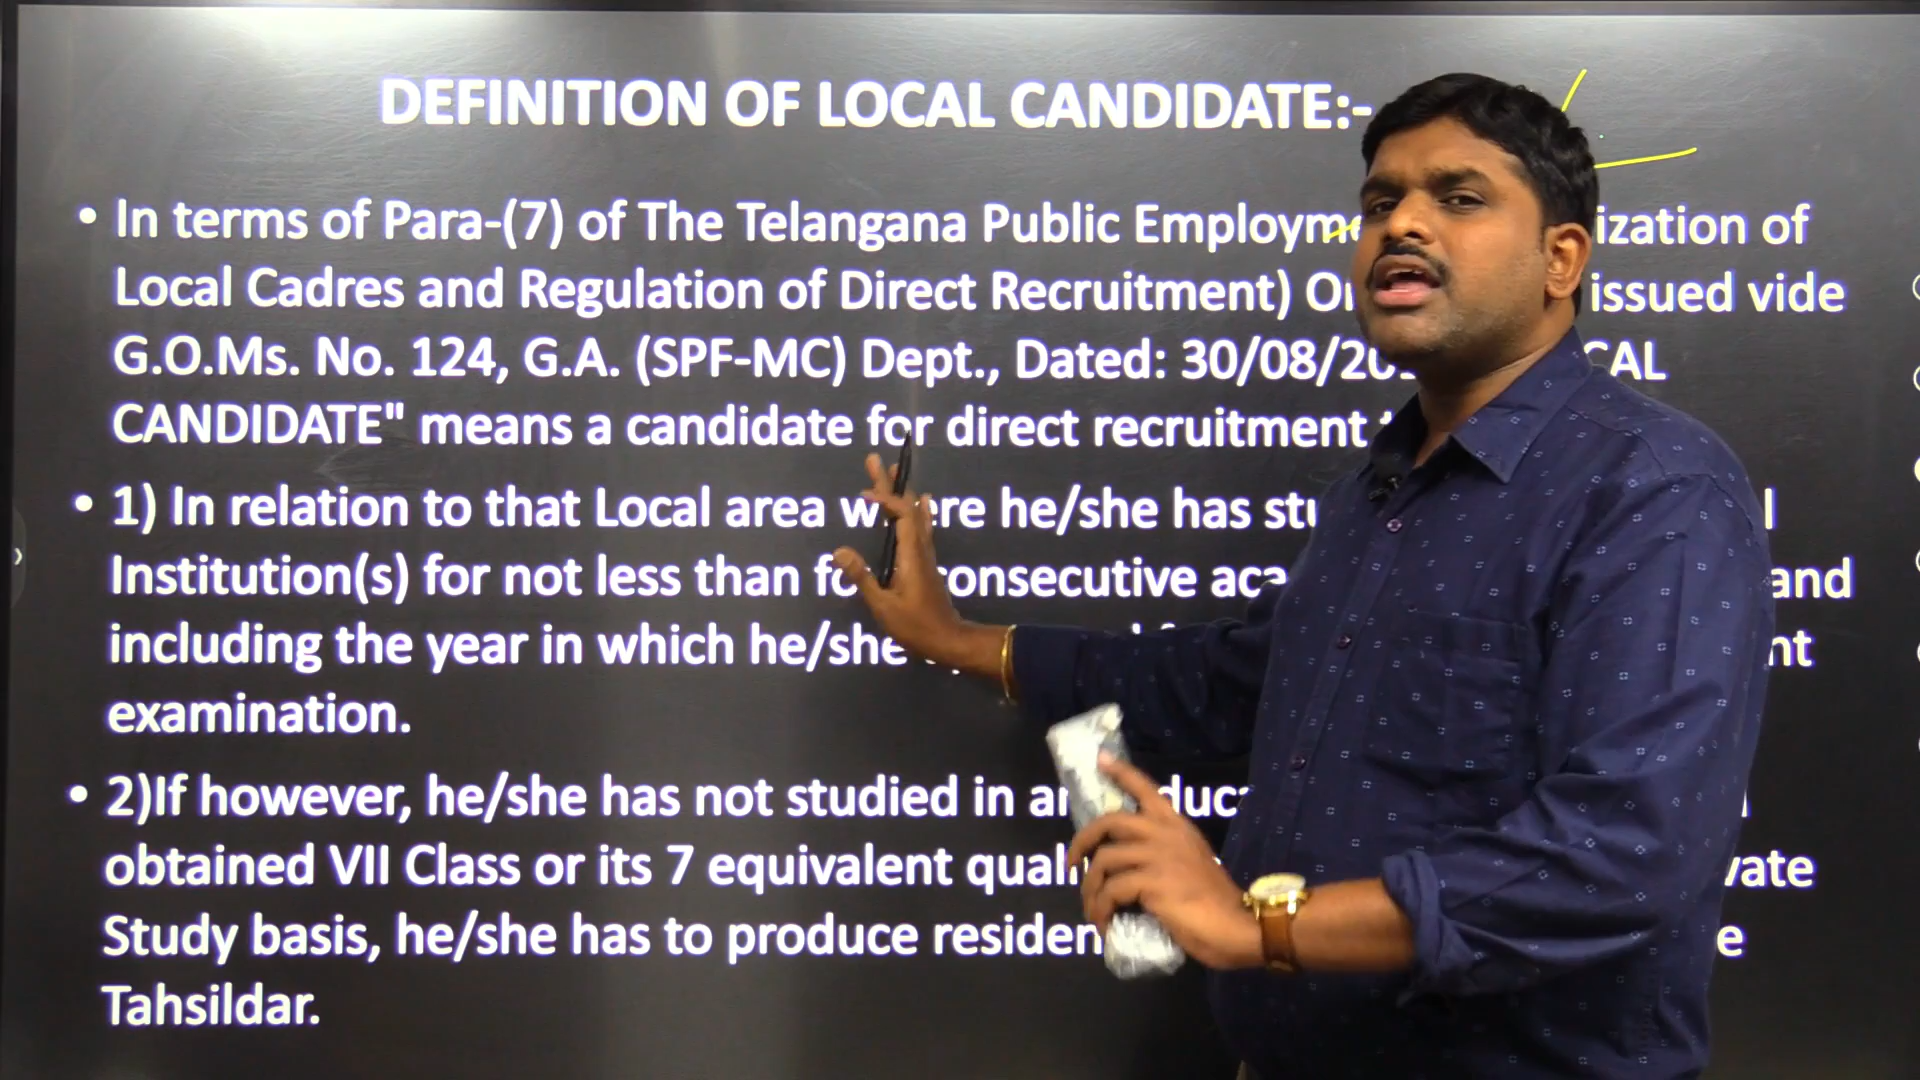 DEFINITION OF LOCAL CANDIDATE:-
• In terms of Para-(7) of The Telangana Public Employme ization of
Local Cadres and Regulation of Direct Recruitment) Or issued vide
G.O.Ms. No. 124, G.A. (SPF-MC) Dept., Dated: 30/08/20 CAL
CANDIDATE" means a candidate for direct recruitment
• 1) In relation to that Local area where he/she has stu
Institution(s) for not less than consecutive aca and
including the year in which he/she nt
examination.
• 2)If however, he/she has not studied in an educa
obtained VII Class or its 7 equivalent quali vate
Study basis, he/she has to produce residen e
Tahsildar.